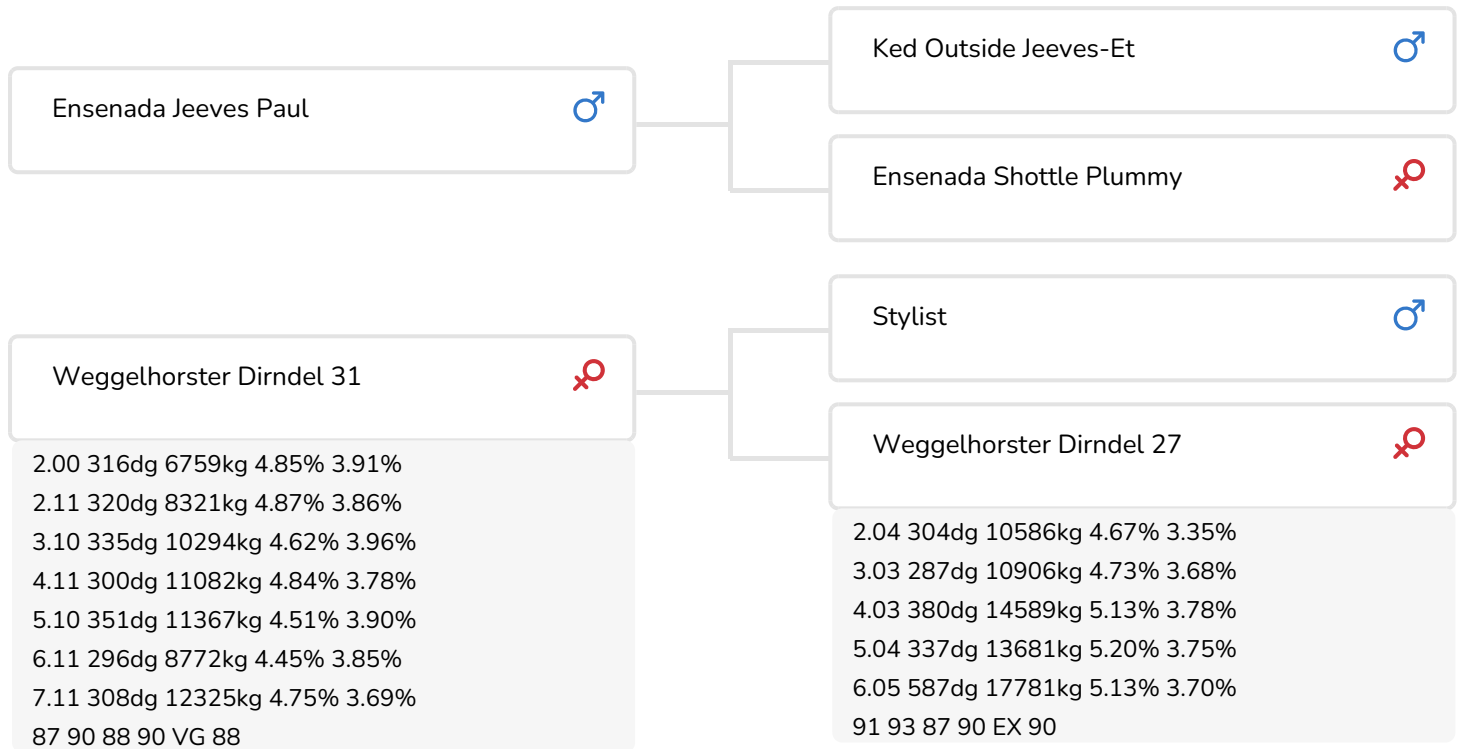 Ensenada Jeeves Paul
Ked Outside Jeeves-Et
Ensenada Shottle Plummy
Weggelhorster Dirndel 31
2.00 316dg 6759kg 4.85% 3.91%
2.11 320dg 8321kg 4.87% 3.86%
3.10 335dg 10294kg 4.62% 3.96%
4.11 300dg 11082kg 4.84% 3.78%
5.10 351dg 11367kg 4.51% 3.90%
6.11 296dg 8772kg 4.45% 3.85%
7.11 308dg 12325kg 4.75% 3.69%
87 90 88 90 VG 88
Stylist
Weggelhorster Dirndel 27
2.04 304dg 10586kg 4.67% 3.35%
3.03 287dg 10906kg 4.73% 3.68%
4.03 380dg 14589kg 5.13% 3.78%
5.04 337dg 13681kg 5.20% 3.75%
6.05 587dg 17781kg 5.13% 3.70%
91 93 87 90 EX 90